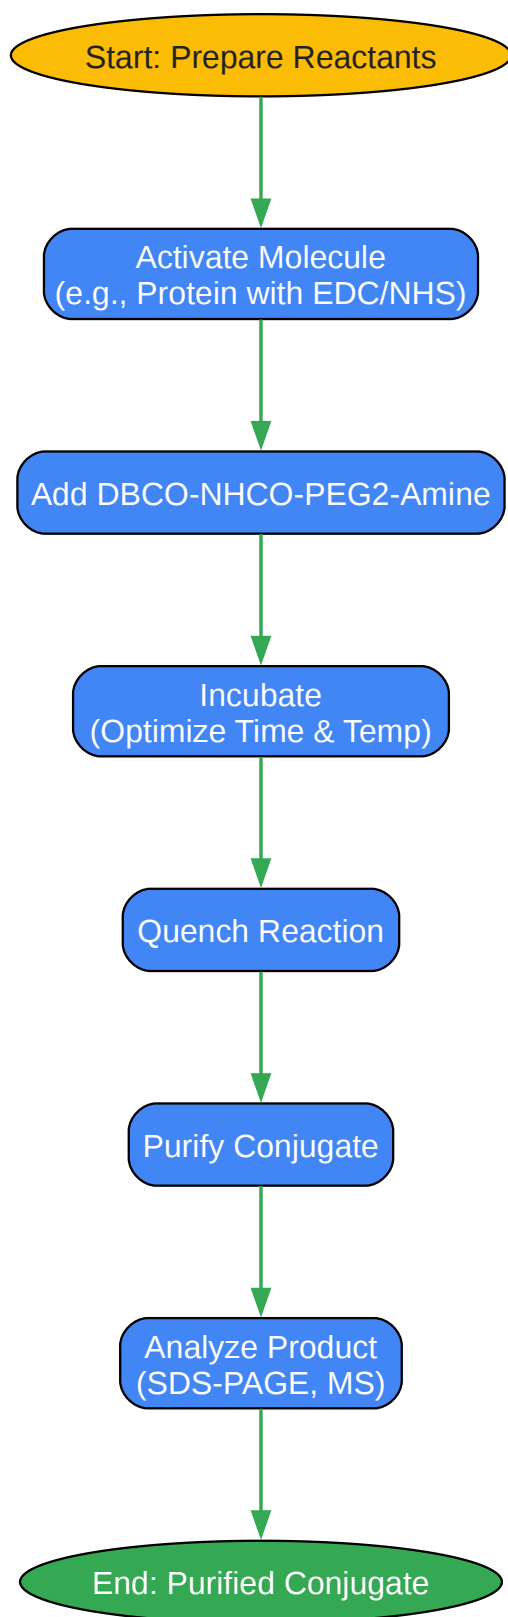 Start: Prepare Reactants
Activate Molecule
(e.g., Protein with EDC/NHS)
Add DBCO-NHCO-PEG2-Amine
Incubate
(Optimize Time & Temp)
Quench Reaction
Purify Conjugate
Analyze Product
(SDS-PAGE, MS)
End: Purified Conjugate